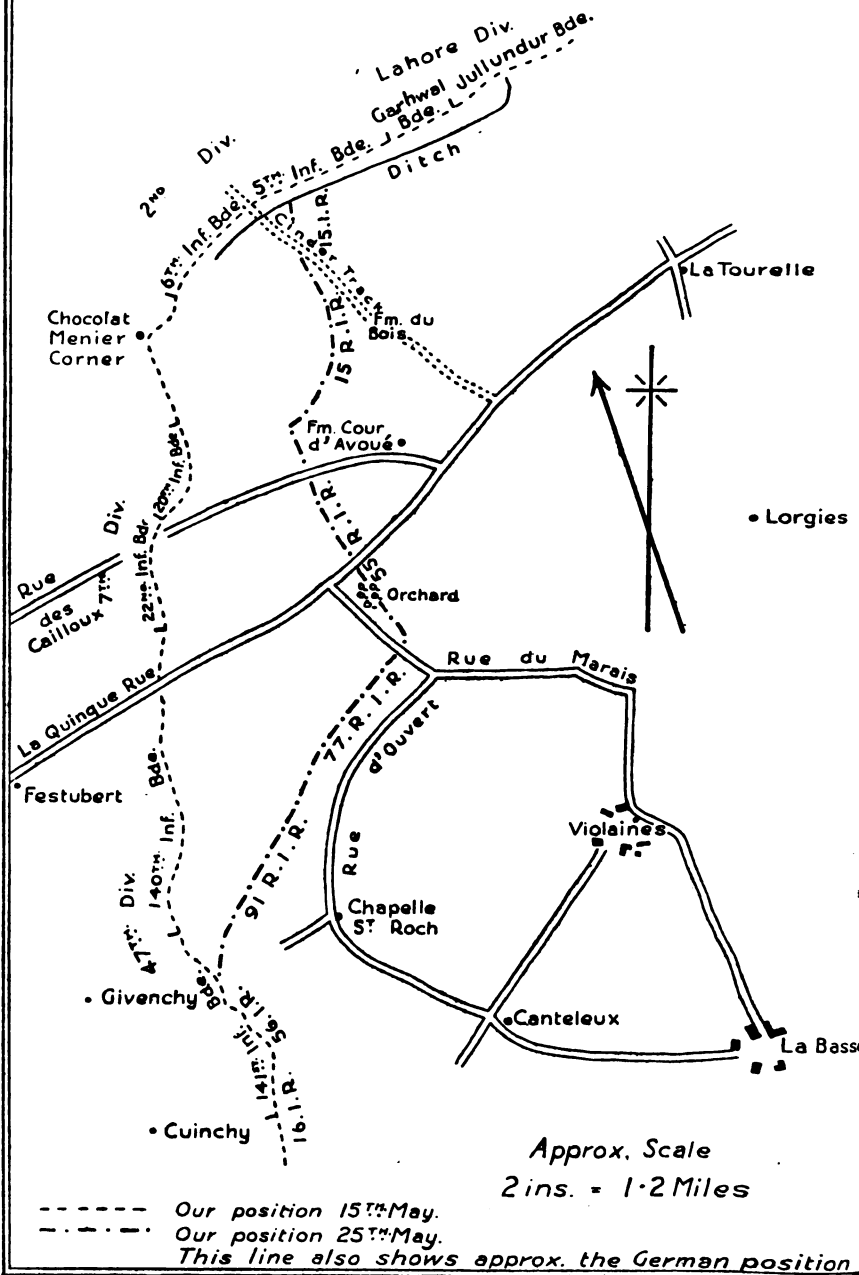 Lahore Div.
Garhwal Jullundur Bde.
Bde.
2ND Div.
6TH Inf. Bde. 5TH Inf. Bde.
Ditch
15. I. R.
Cinder Track
La Tourelle
Chocolat
Menier
Corner
Fm. du
Bois
15 R. I. R.
Fm. Cour
d'Avoué
20TH Inf. Bde
7TH Div.
22ND Inf. Bde
R. I. R. 55
Lorgies
Rue
des
Cailloux
Orchard
Rue du Marais
La Quinque Rue
77. R. I. R.
Rue d'Ouvert
Festubert
Violaines
47TH Div.
140TH Inf. Bde.
91 R. I. R.
Chapelle
ST Roch
Givenchy
141ST Inf. Bde
56. I. R.
Canteleux
La Bass
16. I. R.
Cuinchy
Approx. Scale
2 ins. = 1·2 Miles
Our position 15TH May.
Our position 25TH May.
This line also shows approx. the German position